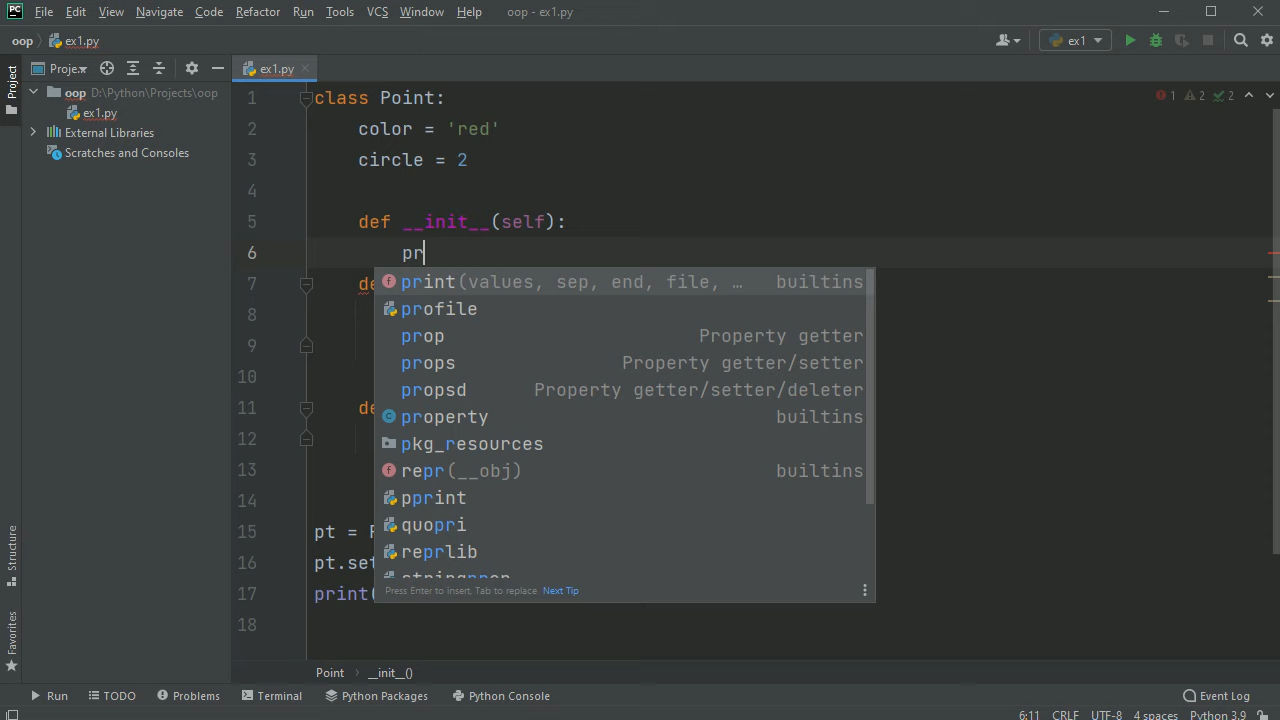 PC File Edit View Navigate Code Refactor Run Tools VCS Window Help oop - ex1.py
oop ex1.py ex1
Project Proje... ex1.py
oop D:\Python\Projects\oop
ex1.py
External Libraries
Scratches and Consoles
1 class Point: 1 2 2
2 color = 'red'
3 circle = 2
4
5 def __init__(self):
6 pr
7 de
8
9
10
11 de
12
13
14
15 pt =
16 pt.set
17 print(
18
print(values, sep, end, file, … builtins
profile
prop Property getter
props Property getter/setter
propsd Property getter/setter/deleter
property builtins
pkg_resources
repr(__obj) builtins
pprint
quopri
reprlib
Press Enter to insert, Tab to replace Next Tip
Structure
Favorites
Point __init__()
Run TODO Problems Terminal Python Packages Python Console Event Log
6:11 CRLF UTF-8 4 spaces Python 3.9